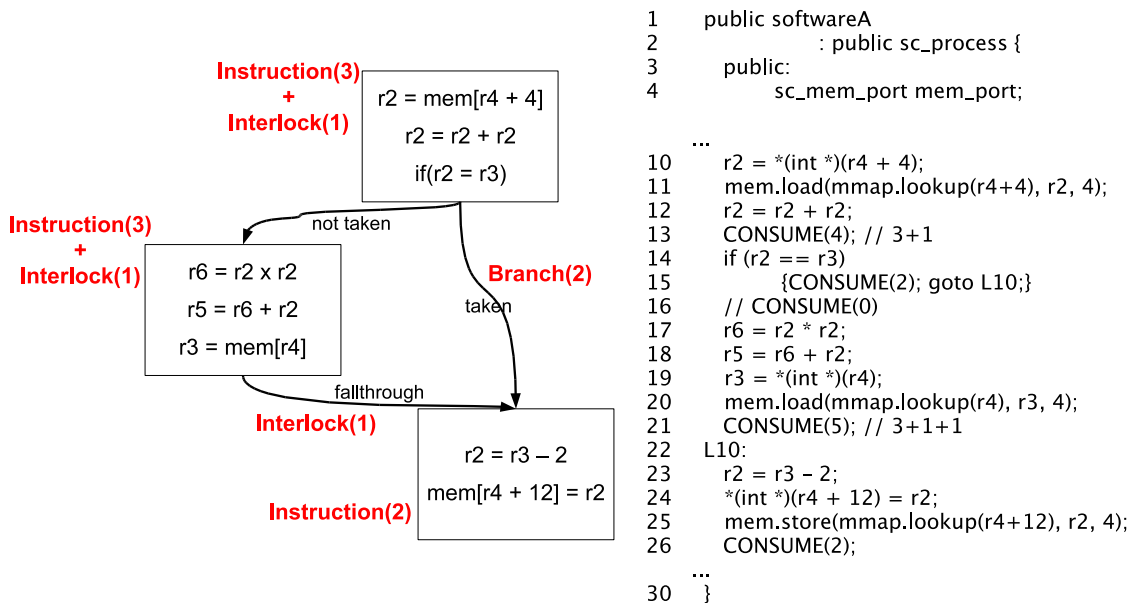 Instruction(3)
+
Interlock(1)
r2 = mem[r4 + 4]
r2 = r2 + r2
if(r2 = r3)
not taken
Instruction(3)
+
Interlock(1)
r6 = r2 x r2
r5 = r6 + r2
r3 = mem[r4]
Branch(2)
taken
fallthrough
Interlock(1)
r2 = r3 – 2
mem[r4 + 12] = r2
Instruction(2)
1 public softwareA
2 : public sc_process {
3 public:
4 sc_mem_port mem_port;
...
10 r2 = *(int *)(r4 + 4);
11 mem.load(mmap.lookup(r4+4), r2, 4);
12 r2 = r2 + r2;
13 CONSUME(4); // 3+1
14 if (r2 == r3)
15 {CONSUME(2); goto L10;}
16 // CONSUME(0)
17 r6 = r2 * r2;
18 r5 = r6 + r2;
19 r3 = *(int *)(r4);
20 mem.load(mmap.lookup(r4), r3, 4);
21 CONSUME(5); // 3+1+1
22 L10:
23 r2 = r3 – 2;
24 *(int *)(r4 + 12) = r2;
25 mem.store(mmap.lookup(r4+12), r2, 4);
26 CONSUME(2);
...
30 }